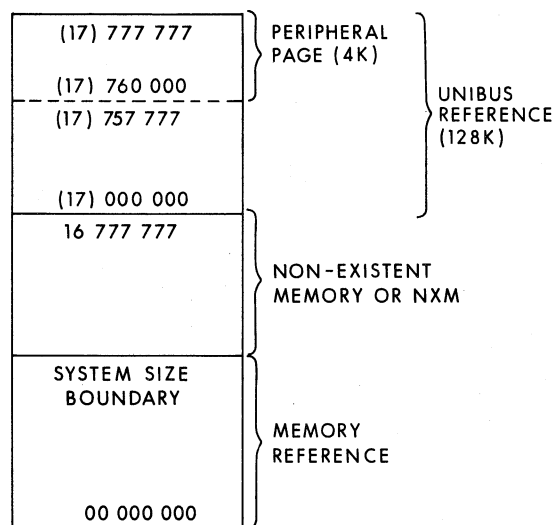 (17) 777 777
(17) 760 000
(17) 757 777
(17) 000 000
16 777 777
SYSTEM SIZE
BOUNDARY
00 000 000
PERIPHERAL
PAGE (4K)
UNIBUS
REFERENCE
(128K)
NON-EXISTENT
MEMORY OR NXM
MEMORY
REFERENCE